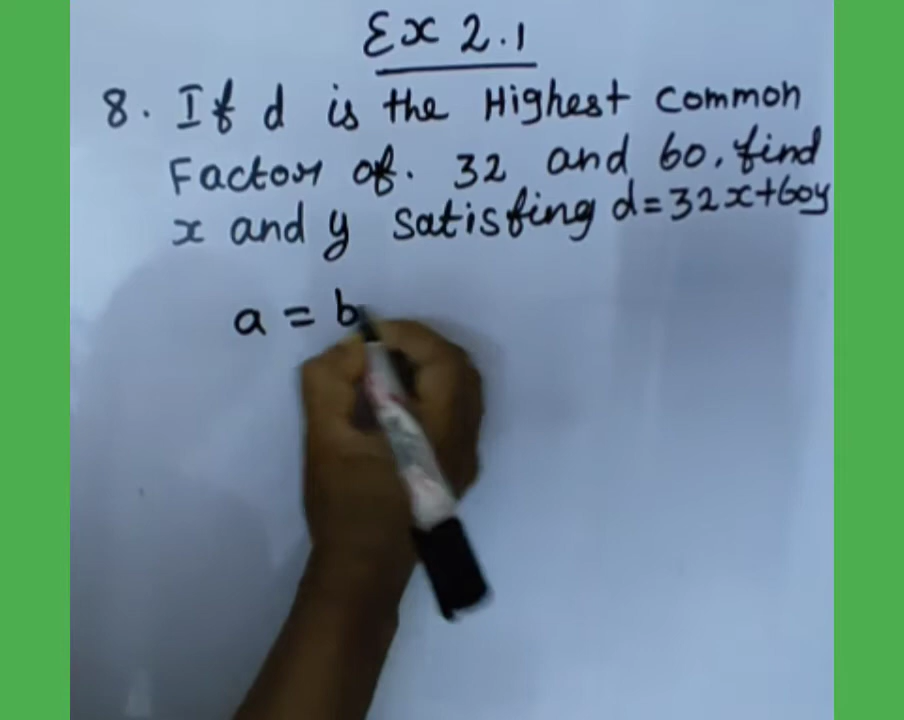 Ex 2.1
8. If d is the Highest common
Factor of. 32 and 60, find
x and y satisfing d=32x+60y
a = b